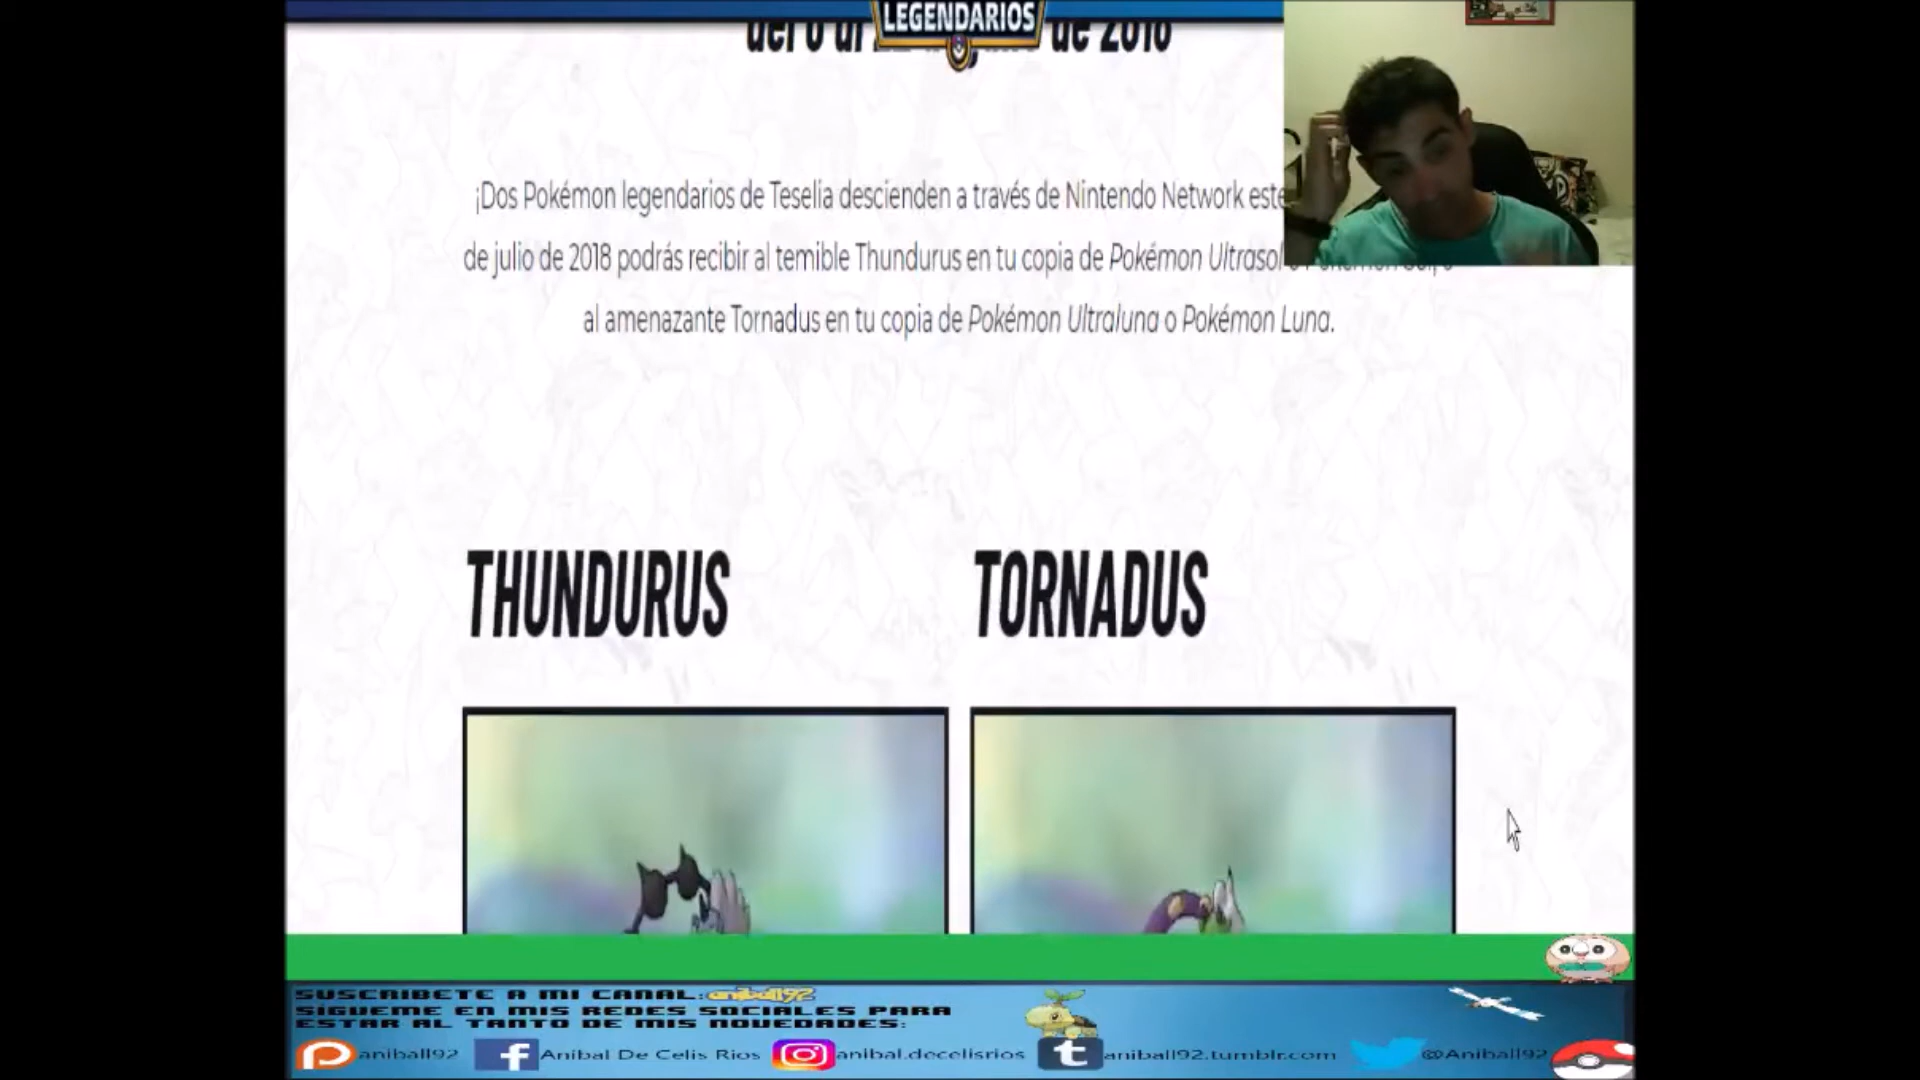 LEGENDARIOS
de 2018
¡Dos Pokémon legendarios de Teselia descienden a través de Nintendo Network este
de julio de 2018 podrás recibir al temible Thundurus en tu copia de Pokémon Ultrasol
al amenazante Tornadus en tu copia de Pokémon Ultraluna o Pokémon Luna.
THUNDURUS TORNADUS
SUSCRIBETE A MI CANAL: aniball92
SIGUEME EN MIS REDES SOCIALES PARA
ESTAR AL TANTO DE MIS NOVEDADES:
aniball92 Anibal De Celis Rios anibal.decelisrios t aniball92.tumblr.com @Aniball92